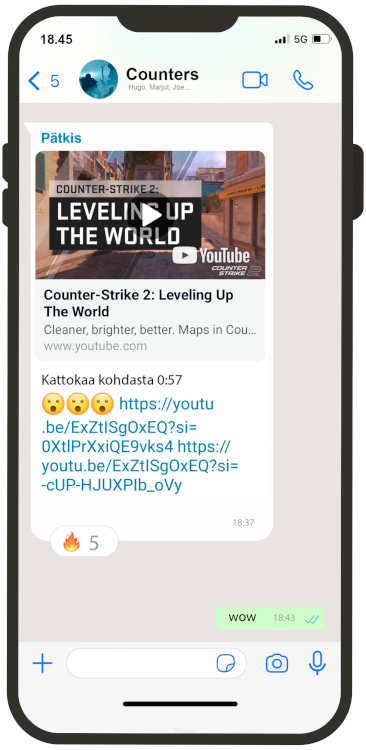 18.45
5G
5
Counters
Hugo, Marjut, Joe...
Pätkis
COUNTER-STRIKE 2:
LEVELING UP
THE WORLD
YouTube
COUNTER
STRIKE
Counter-Strike 2: Leveling Up
The World
Cleaner, brighter, better. Maps in Cou...
www.youtube.com
Kattokaa kohdasta 0:57
😮😮😮 https://youtu
.be/ExZtISgOxEQ?si=
0XtlPrXxiQE9vks4 https://
youtu.be/ExZtISgOxEQ?si=
-cUP-HJUXPIb_oVy
18:37
🔥 5
wow 18:43